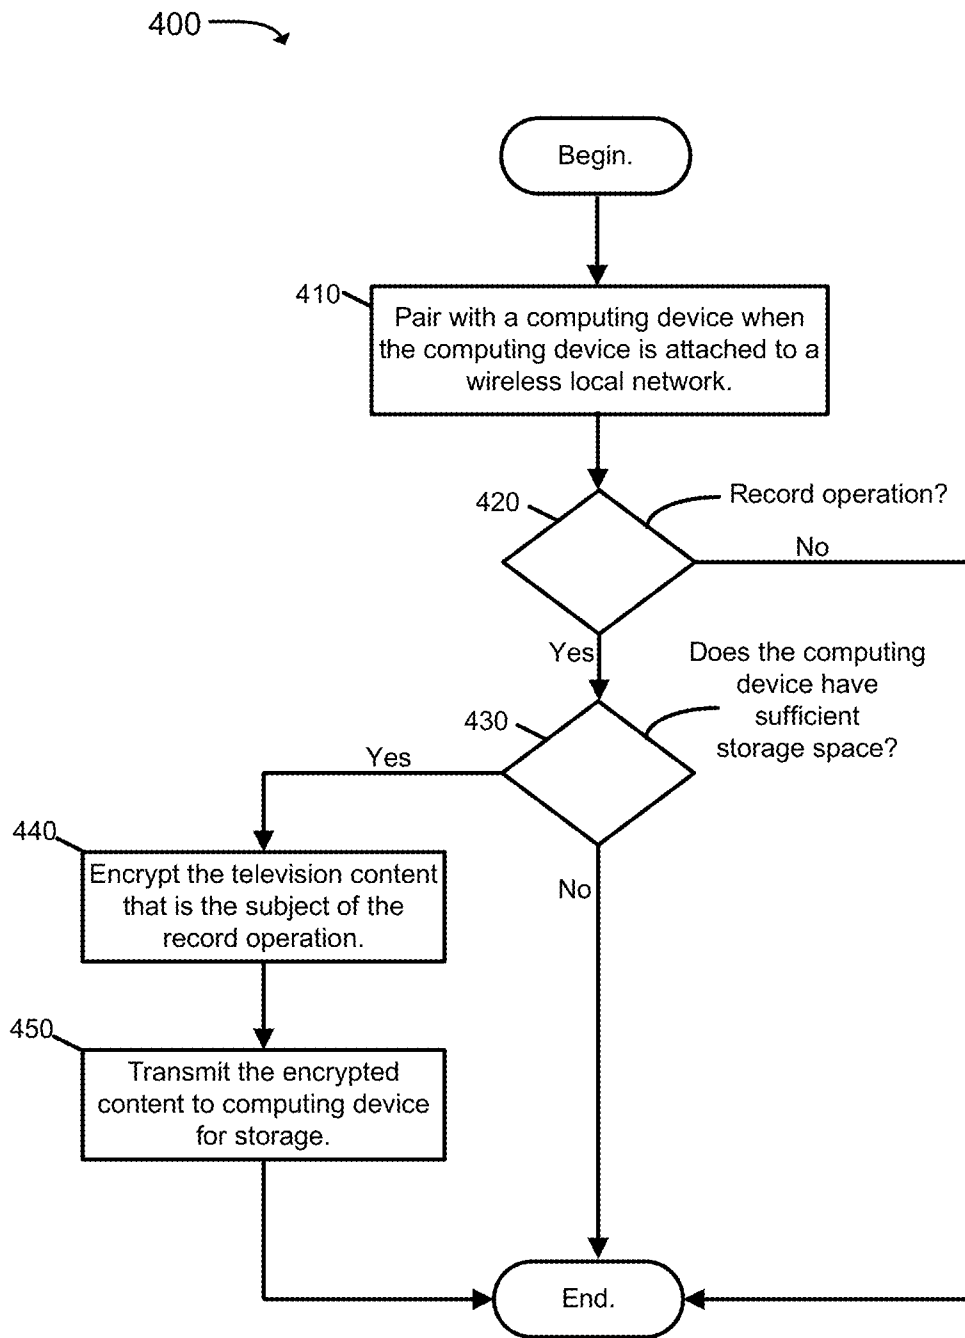 400
Begin.
410
Pair with a computing device when
the computing device is attached to a
wireless local network.
420
Record operation?
No
Yes
Does the computing
device have
sufficient
storage space?
430
Yes
440
Encrypt the television content
that is the subject of the
record operation.
No
450
Transmit the encrypted
content to computing device
for storage.
End.